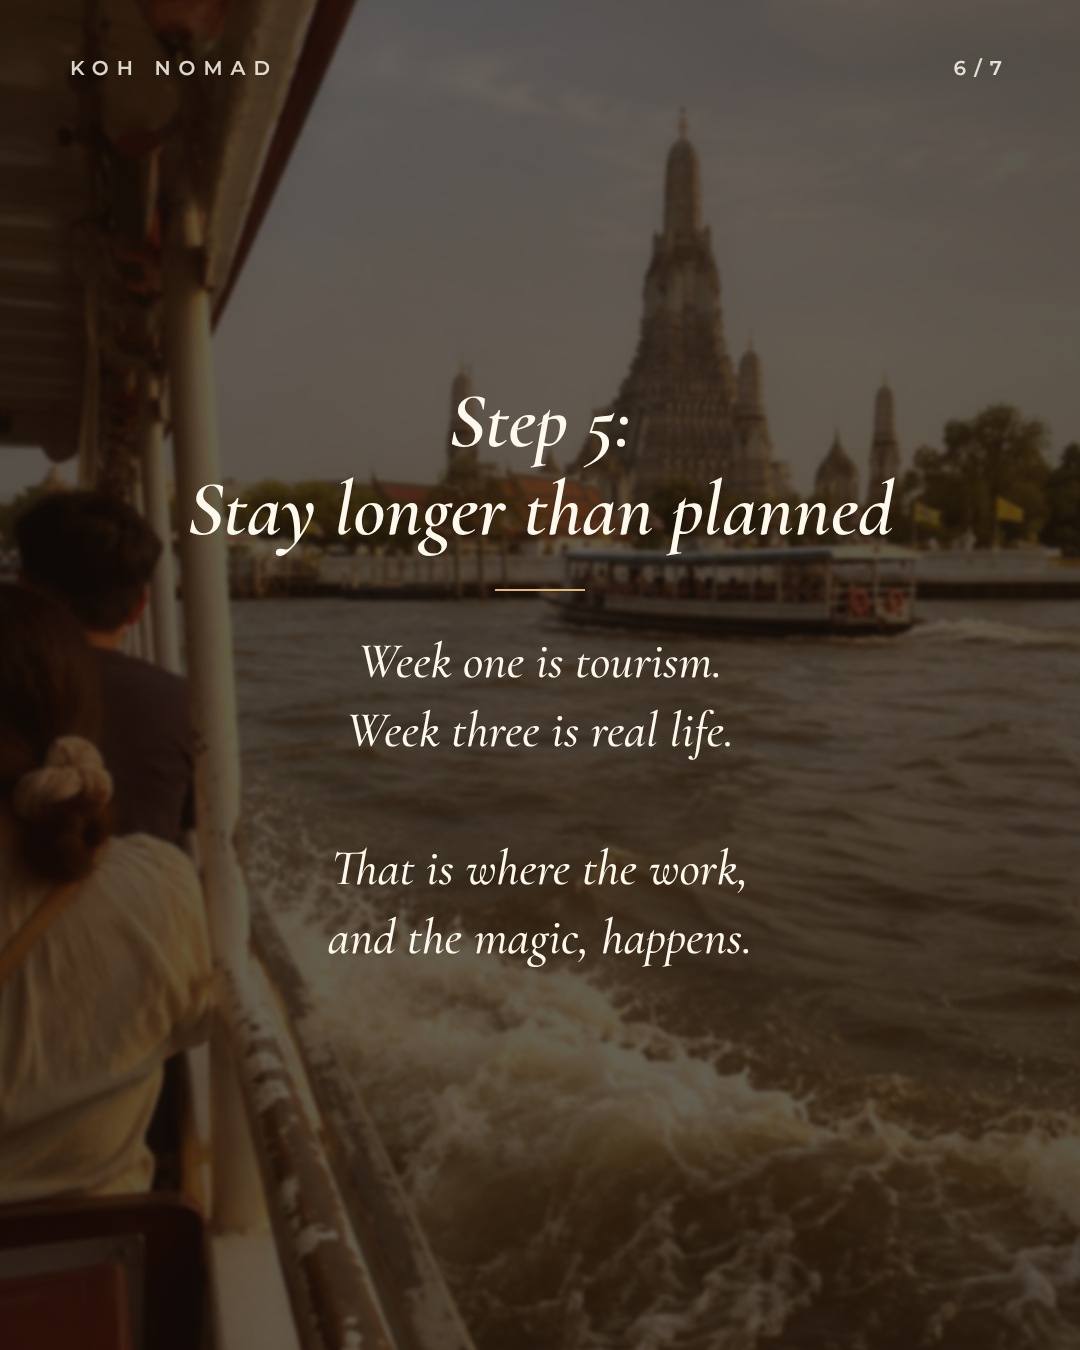 KOH NOMAD
6/7
Step 5:
Stay longer than planned
Week one is tourism.
Week three is real life.
That is where the work,
and the magic, happens.